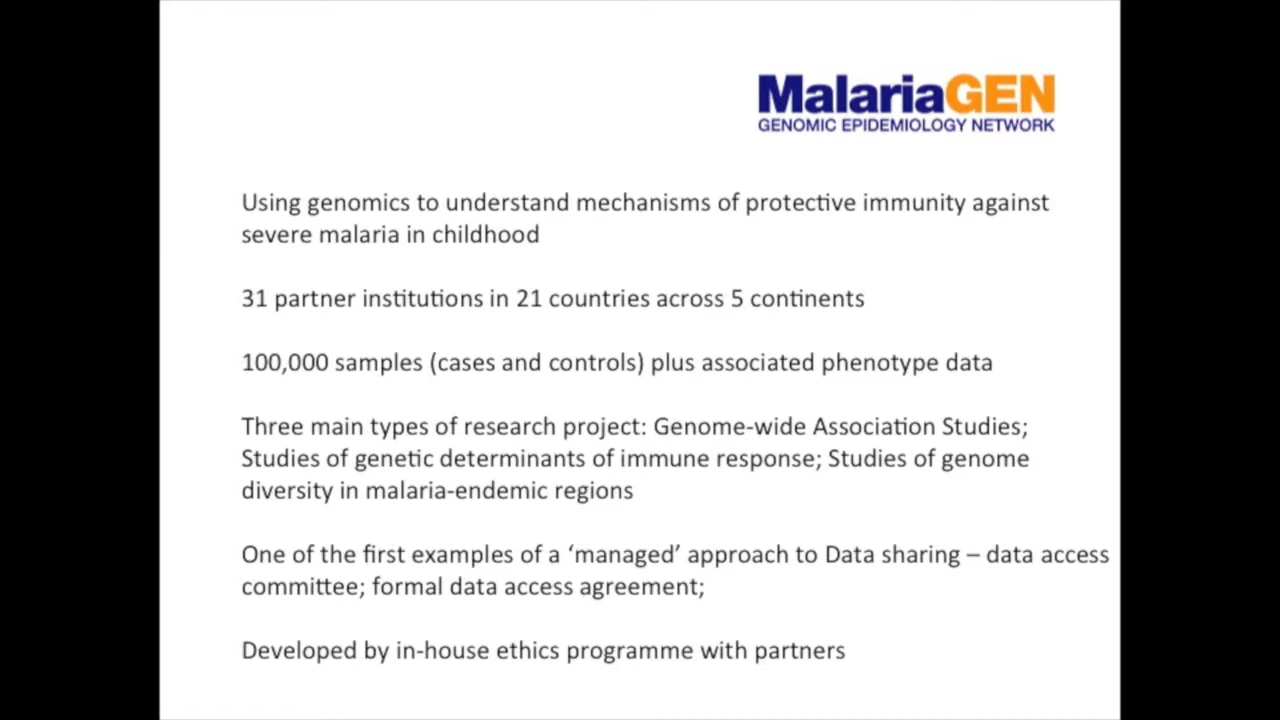 MalariaGEN
GENOMIC EPIDEMIOLOGY NETWORK
Using genomics to understand mechanisms of protective immunity against
severe malaria in childhood
31 partner institutions in 21 countries across 5 continents
100,000 samples (cases and controls) plus associated phenotype data
Three main types of research project: Genome-wide Association Studies;
Studies of genetic determinants of immune response; Studies of genome
diversity in malaria-endemic regions
One of the first examples of a ‘managed’ approach to Data sharing – data access
committee; formal data access agreement;
Developed by in-house ethics programme with partners